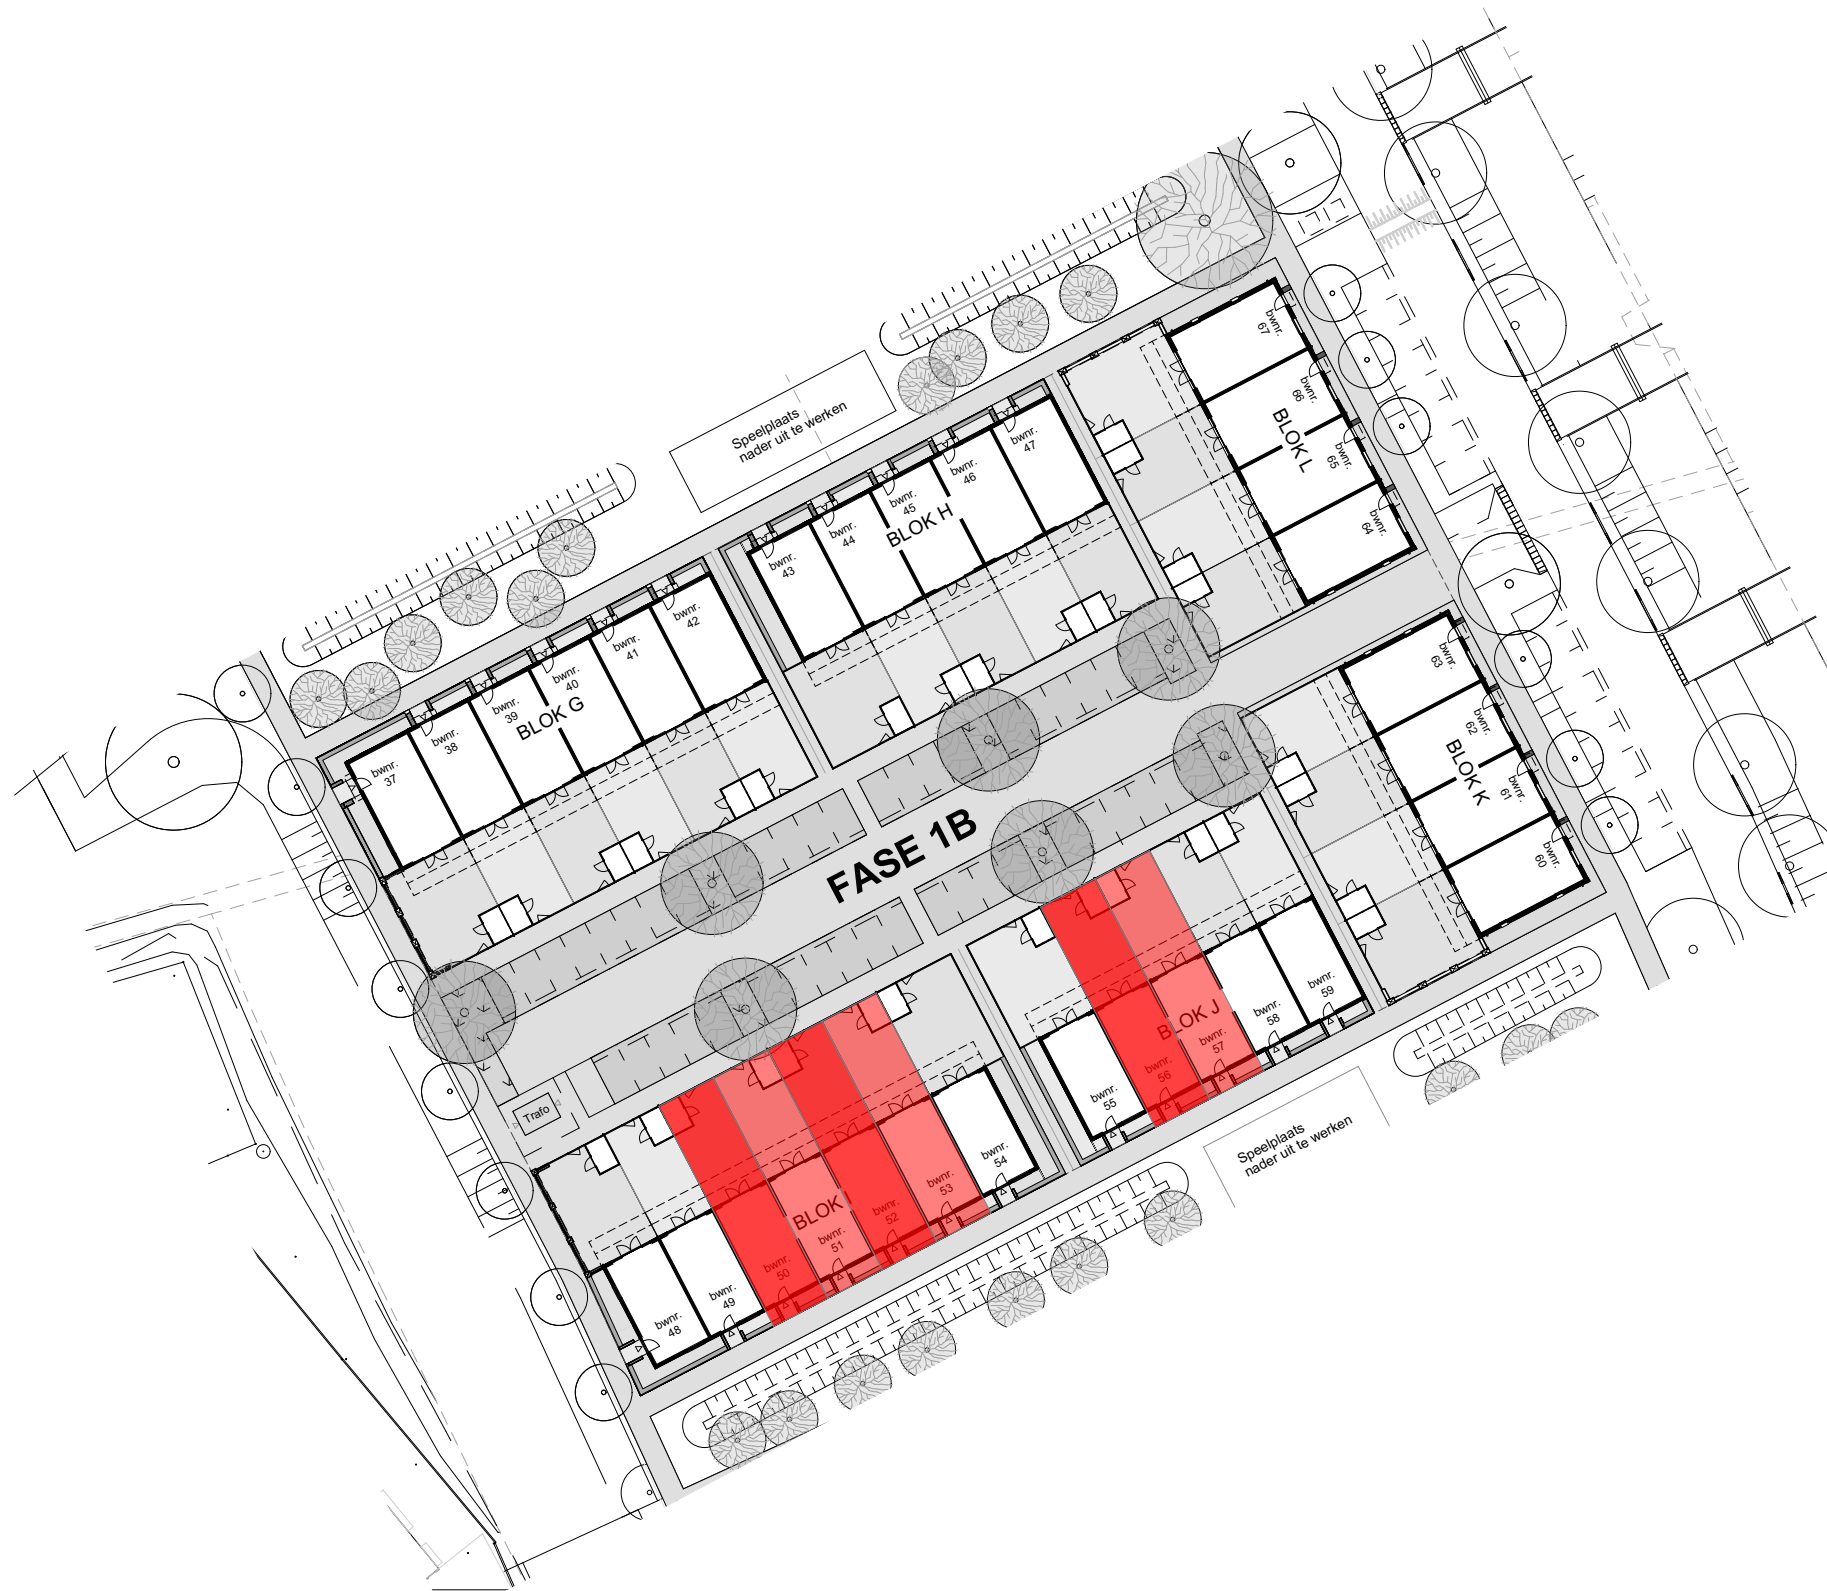 bwnr.
67
bwnr.
66
BLOK L
bwnr.
65
bwnr.
64
Speelplaats
nader uit te werken
bwnr.
47
bwnr.
46
bwnr.
45
BLOK H
bwnr.
44
bwnr.
43
bwnr.
42
bwnr.
41
bwnr.
40
BLOK G
bwnr.
39
bwnr.
38
bwnr.
37
bwnr.
63
bwnr.
62
BLOK K
bwnr.
61
bwnr.
60
FASE 1B
bwnr.
59
bwnr.
58
BLOK J
bwnr.
57
bwnr.
56
bwnr.
55
Trafo
bwnr.
54
bwnr.
53
bwnr.
52
BLOK
bwnr.
51
bwnr.
50
bwnr.
49
bwnr.
48
Speelplaats
nader uit te werken